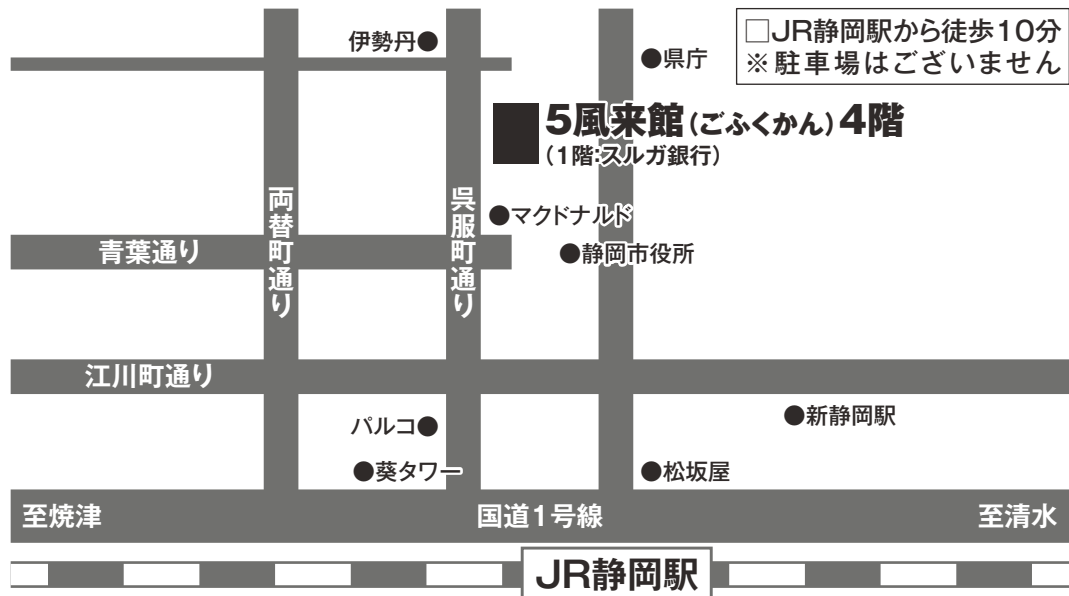 伊勢丹
□JR静岡駅から徒歩10分
※駐車場はございません
県庁
5風来館(ごふくかん)4階
(1階:スルガ銀行)
両替町通り
呉服町通り
マクドナルド
青葉通り
静岡市役所
江川町通り
パルコ
新静岡駅
葵タワー
松坂屋
至焼津
国道1号線
至清水
JR静岡駅